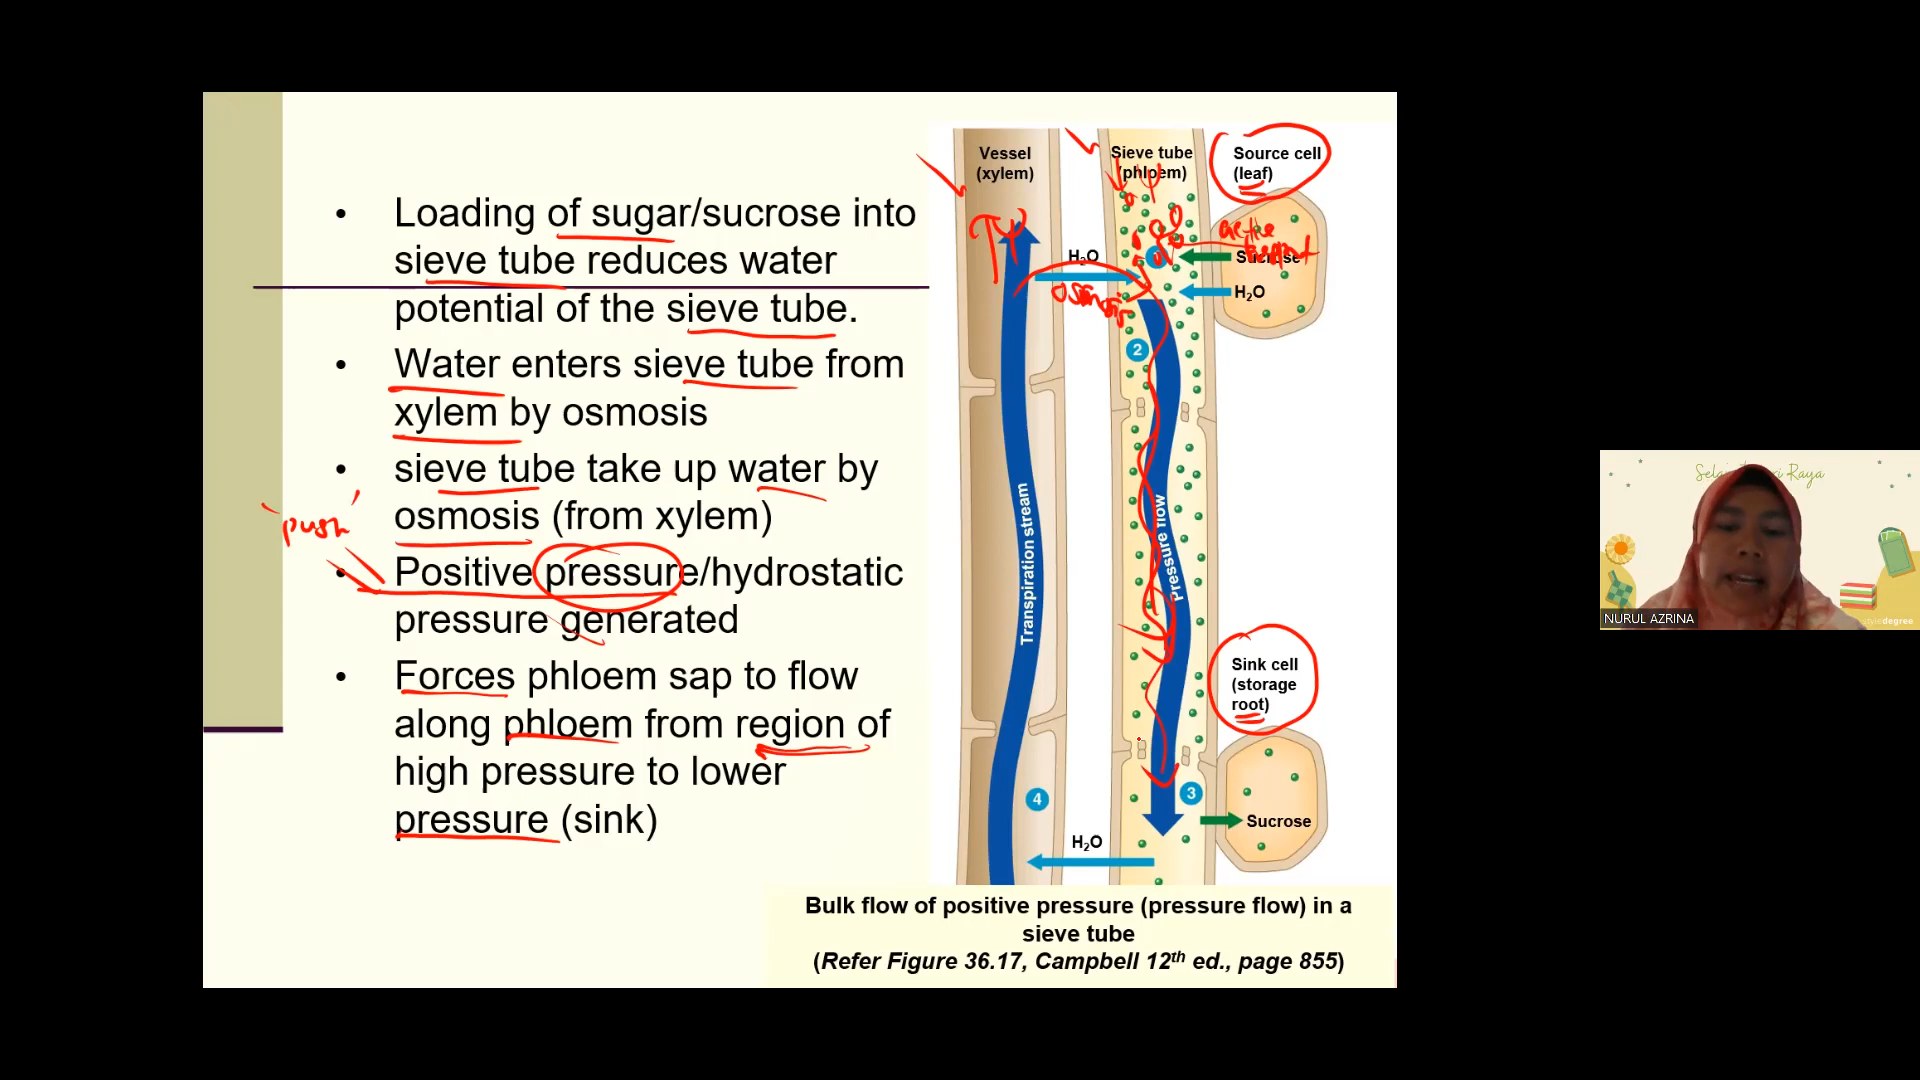 Loading of sugar/sucrose into
sieve tube reduces water
potential of the sieve tube.
Water enters sieve tube from
xylem by osmosis
sieve tube take up water by
osmosis (from xylem)
'push'
Positive pressure/hydrostatic
pressure generated
Forces phloem sap to flow
along phloem from region of
high pressure to lower
pressure (sink)
Vessel
(xylem)
Sieve tube
(phloem)
Source cell
(leaf)
H₂O
osmosis
active
Sucrose
H₂O
2
Transpiration stream
Pressure flow
Sink cell
(storage
root)
4
3
Sucrose
H₂O
Bulk flow of positive pressure (pressure flow) in a
sieve tube
(Refer Figure 36.17, Campbell 12th ed., page 855)
NURUL AZRINA